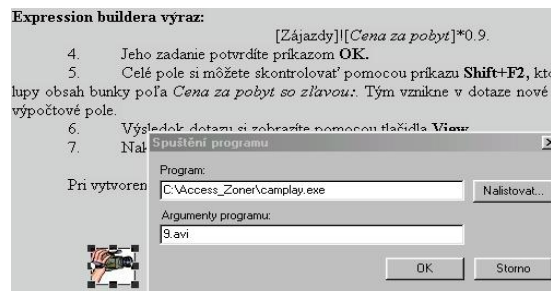 Expression buildera výraz:
[Zájazdy]![Cena za pobyt]*0.9.
4. Jeho zadanie potvrdíte príkazom OK.
5. Celé pole si môžete skontrolovať pomocou príkazu Shift+F2,
lupy obsah bunky poľa Cena za pobyt so zľavou:. Tým vznikne v dotaze nové
výpočtové pole.
6. Výsledok dotazu si zobrazíte pomocou tlačidla View
7.
Spuštění programu
Program:
C:\Access_Zoner\camplay.exe
Nalistovat...
Pri
Argumenty programu:
9.avi
OK Storno